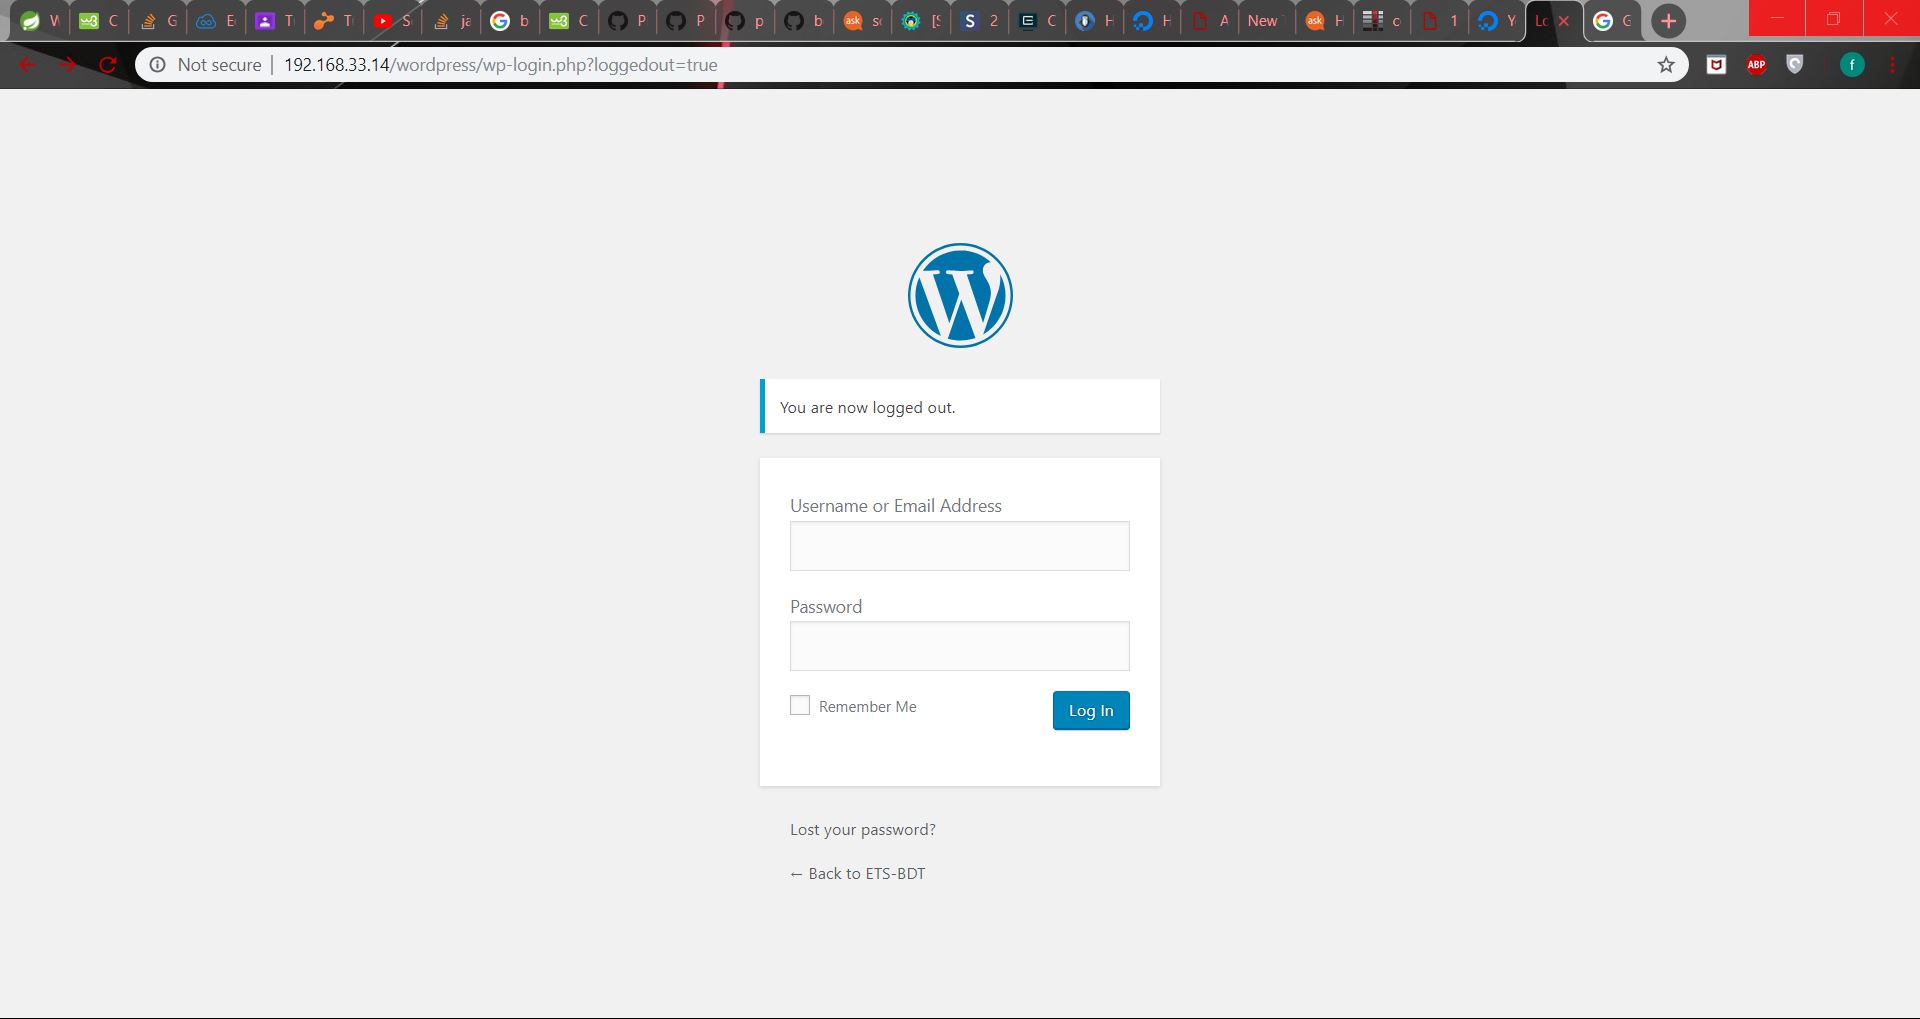 W C G E T S ja b C P P p b so [S 2 C H H A New H o 1 Y Lo G
Not secure | 192.168.33.14/wordpress/wp-login.php?loggedout=true
ABP
f
You are now logged out.
Username or Email Address
Password
Remember Me
Log In
Lost your password?
← Back to ETS-BDT